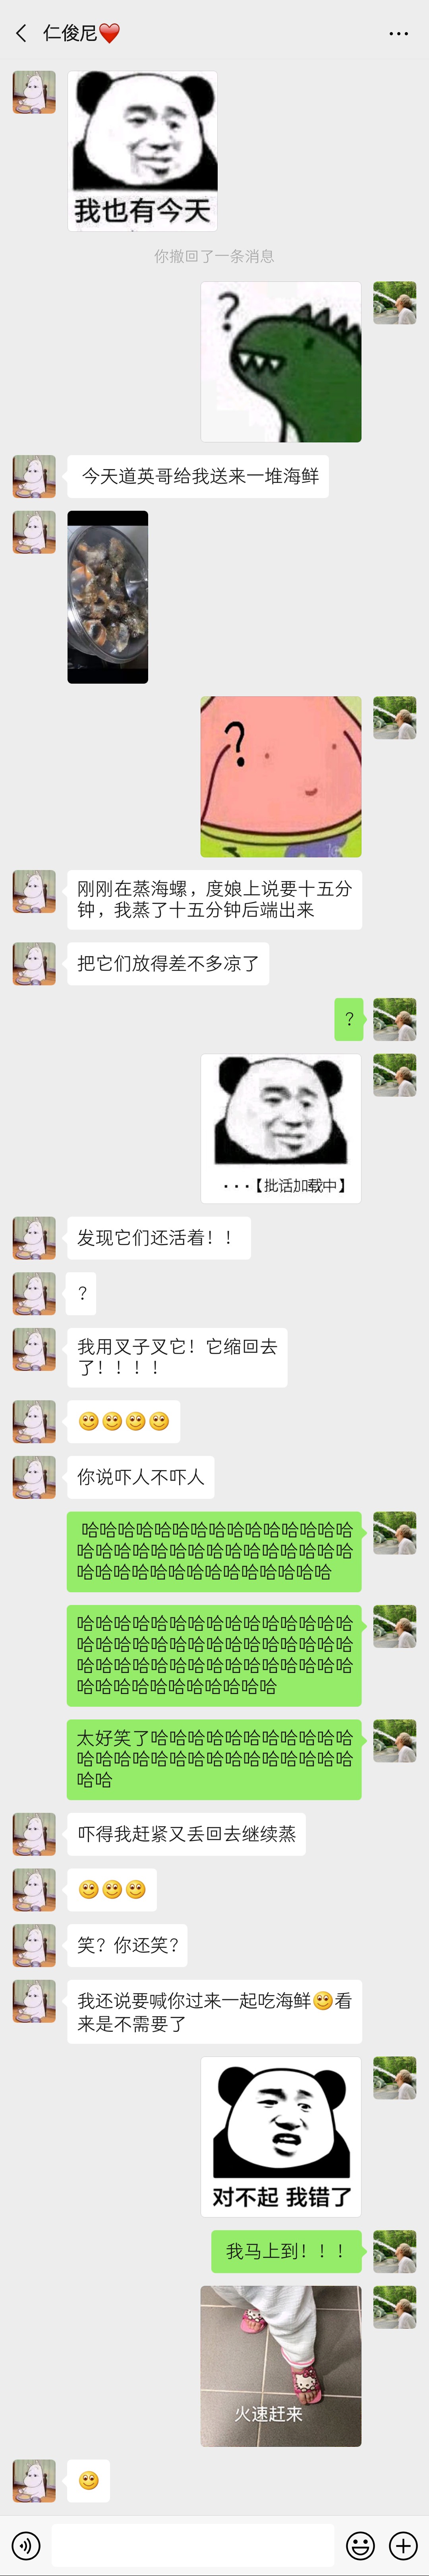 仁俊尼❤️
我也有今天
你撤回了一条消息
?
今天道英哥给我送来一堆海鲜
?
刚刚在蒸海螺，度娘上说要十五分
钟，我蒸了十五分钟后端出来
把它们放得差不多凉了
？
···【批话加载中】
发现它们还活着！！
？
我用叉子叉它！它缩回去
了！！！！
你说吓人不吓人
哈哈哈哈哈哈哈哈哈哈哈哈哈哈哈
哈哈哈哈哈哈哈哈哈哈哈哈哈哈哈
哈哈哈哈哈哈哈哈哈哈哈哈哈哈
哈哈哈哈哈哈哈哈哈哈哈哈哈哈哈
哈哈哈哈哈哈哈哈哈哈哈哈哈哈哈
哈哈哈哈哈哈哈哈哈哈哈哈哈哈哈
哈哈哈哈哈哈哈哈哈哈哈
太好笑了哈哈哈哈哈哈哈哈哈哈哈
哈哈哈哈哈哈哈哈哈哈哈哈哈哈哈
哈哈
吓得我赶紧又丢回去继续蒸
笑？你还笑？
我还说要喊你过来一起吃海鲜🙂看
来是不需要了
对不起 我错了
我马上到！！！
火速赶来